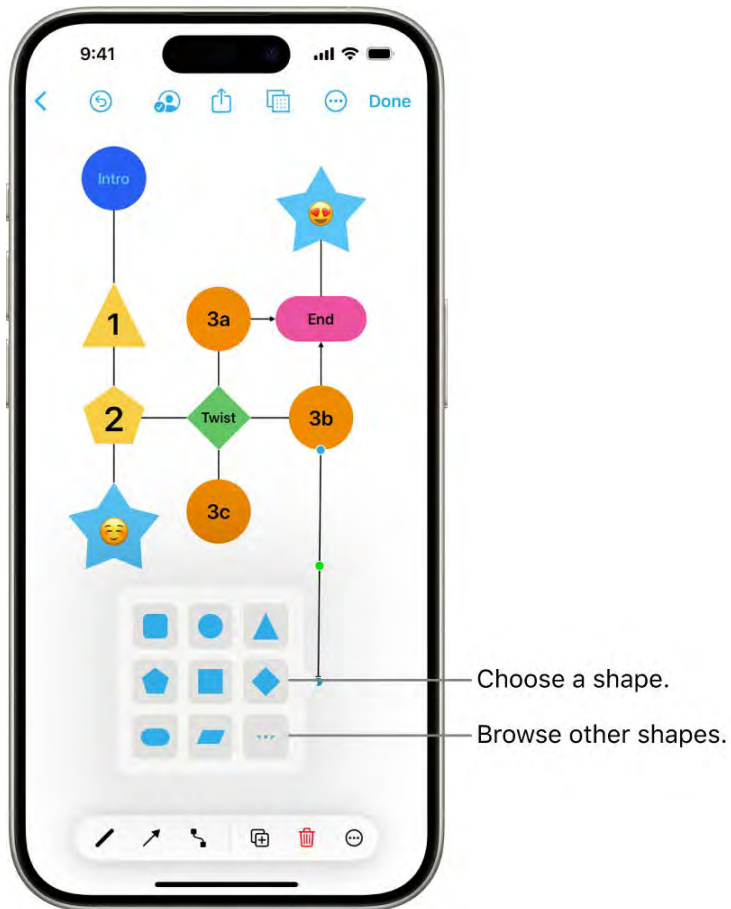 9:41
Done
Intro
1
3a
End
2
Twist
3b
3c
Choose a shape.
Browse other shapes.